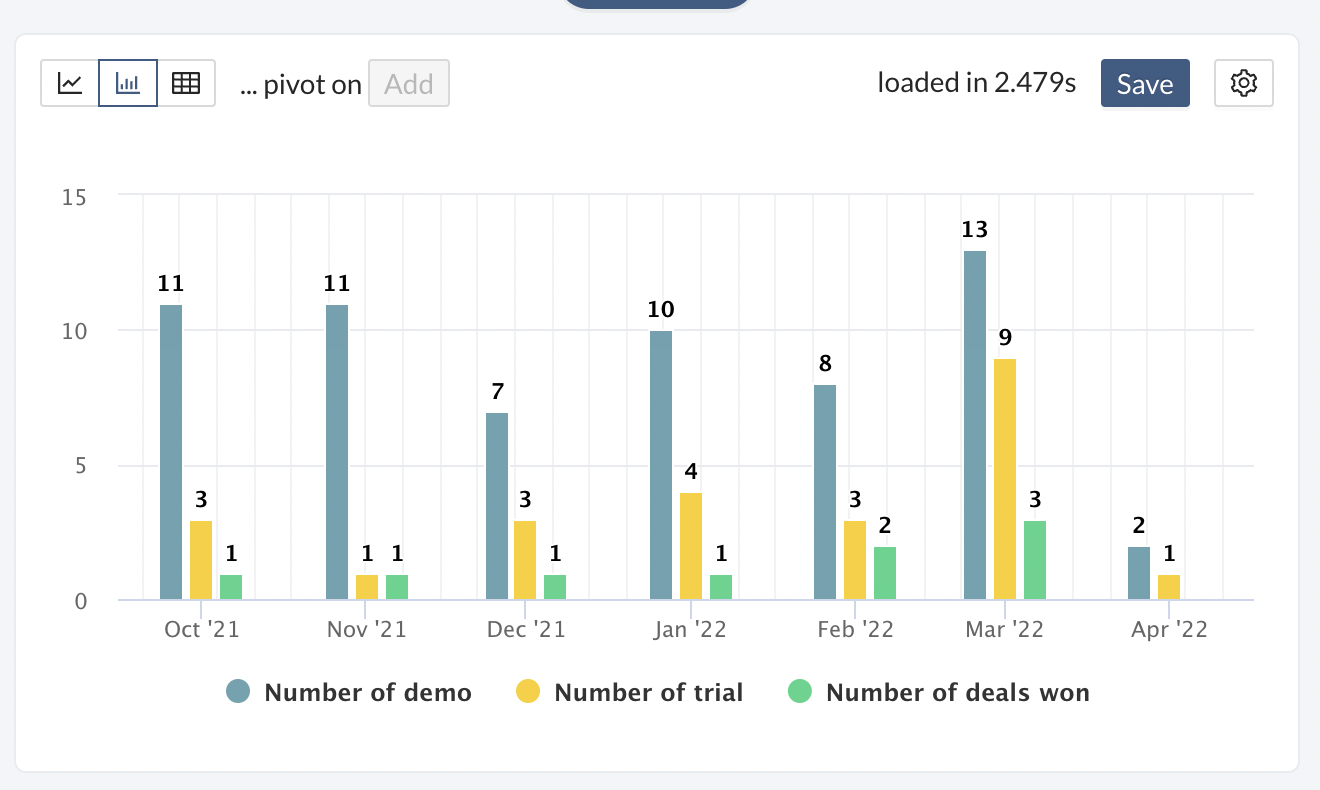 ... pivot on Add loaded in 2.479s Save
15
13
11 11
10
10
9
8
7
5
4
3 3 3 3
2 2
1 1 1 1 1 1
0
Oct '21 Nov '21 Dec '21 Jan '22 Feb '22 Mar '22 Apr '22
Number of demo Number of trial Number of deals won